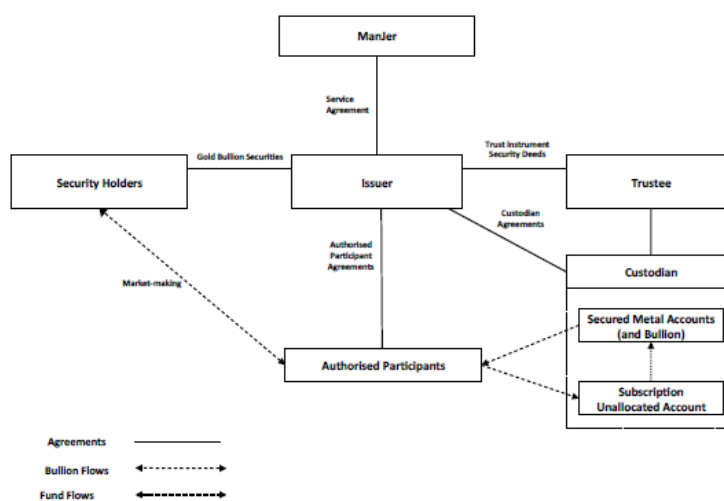 ManJer
Service
Agreement
Gold Bullion Securities
Trust Instrument
Security Deeds
Security Holders
Issuer
Trustee
Custodian
Agreements
Authorised
Participant
Agreements
Custodian
Market-making
Secured Metal Accounts
(and Bullion)
Authorised Participants
Subscription
Unallocated Account
Agreements
Bullion Flows
Fund Flows